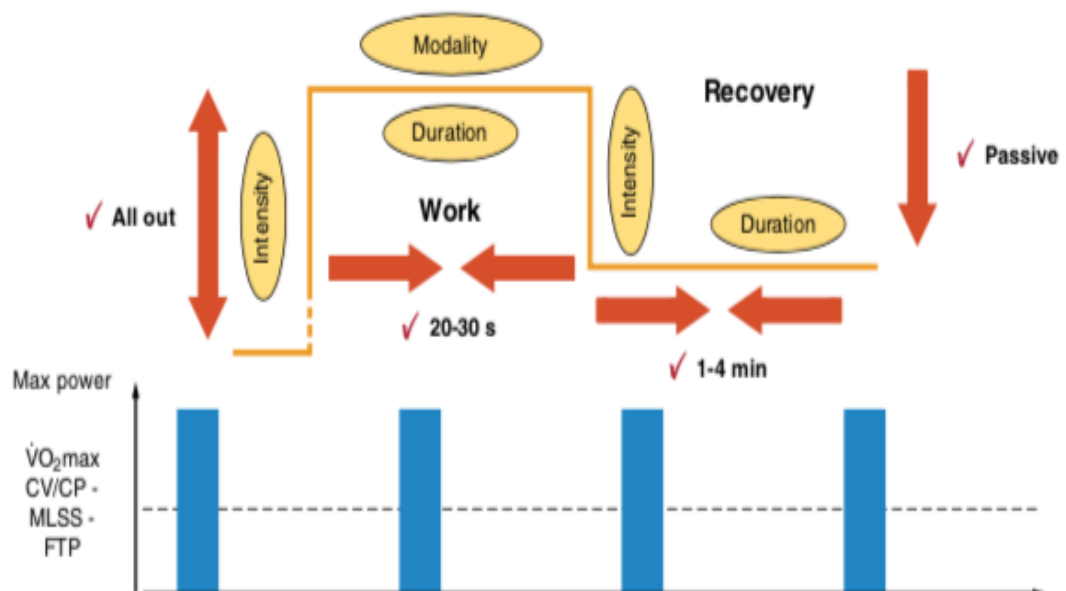 Modality
Duration
Intensity
✓ All out
Work
✓ 20-30 s
Recovery
Intensity
Duration
✓ Passive
✓ 1-4 min
Max power
V̇O₂max
CV/CP -
MLSS -
FTP